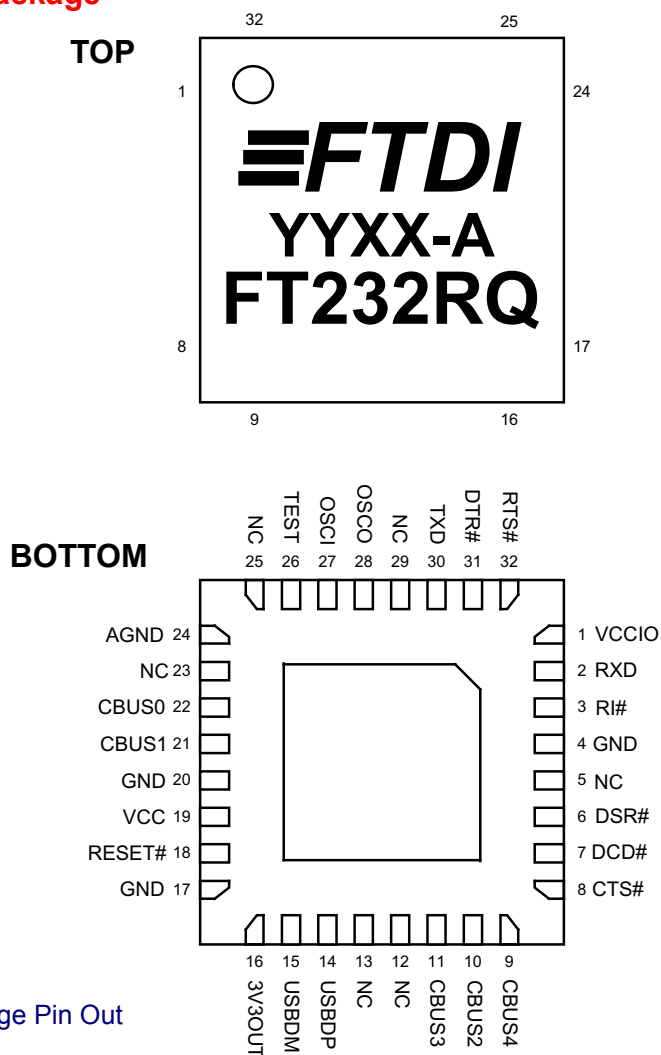 ackage
TOP
32 25
1 24
FTDI
YYXX-A
FT232RQ
8 17
9 16
BOTTOM
NC TEST OSCI OSCO NC TXD DTR# RTS#
25 26 27 28 29 30 31 32
AGND 24 1 VCCIO
NC 23 2 RXD
CBUS0 22 3 RI#
CBUS1 21 4 GND
GND 20 5 NC
VCC 19 6 DSR#
RESET# 18 7 DCD#
GND 17 8 CTS#
16 15 14 13 12 11 10 9
3V3OUT USBDM USBDP NC NC CBUS3 CBUS2 CBUS4
ge Pin Out